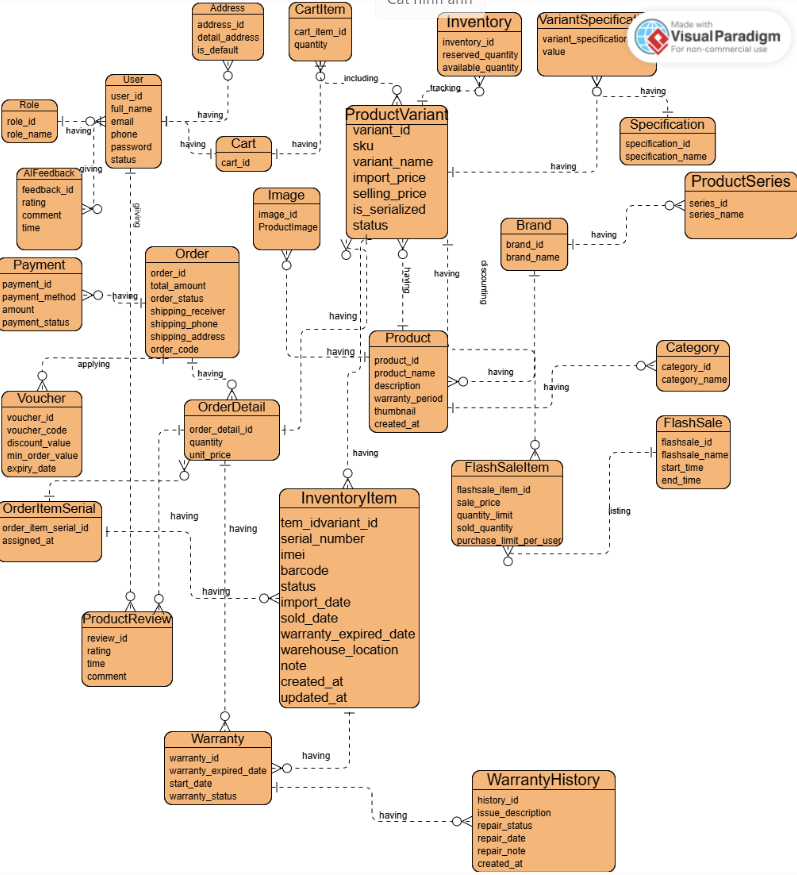 Cat hinh anh
Made with
VisualParadigm
For non-commercial use
Address
address_id
detail_address
is_default
CartItem
cart_item_id
quantity
Inventory
inventory_id
reserved_quantity
available_quantity
VariantSpecificat
variant_specification
value
including
tracking
having
User
user_id
full_name
email
phone
password
status
Role
role_id
role_name
having
having
having
Cart
cart_id
having
ProductVariant
variant_id
sku
variant_name
import_price
selling_price
is_serialized
status
having
Specification
specification_id
specification_name
AIFeedback
feedback_id
rating
comment
time
giving
giving
Image
image_id
ProductImage
ProductSeries
series_id
series_name
Brand
brand_id
brand_name
having
Order
order_id
total_amount
order_status
shipping_receiver
shipping_phone
shipping_address
order_code
Payment
payment_id
payment_method
amount
payment_status
having
having
having
discounting
having
having
Product
product_id
product_name
description
warranty_period
thumbnail
created_at
having
having
Category
category_id
category_name
applying
having
Voucher
voucher_id
voucher_code
discount_value
min_order_value
expiry_date
OrderDetail
order_detail_id
quantity
unit_price
FlashSale
flashsale_id
flashsale_name
start_time
end_time
having
FlashSaleItem
flashsale_item_id
sale_price
quantity_limit
sold_quantity
purchase_limit_per_user
listing
OrderItemSerial
order_item_serial_id
assigned_at
having
having
having
InventoryItem
tem_idvariant_id
serial_number
imei
barcode
status
import_date
sold_date
warranty_expired_date
warehouse_location
note
created_at
updated_at
ProductReview
review_id
rating
time
comment
Warranty
warranty_id
warranty_expired_date
start_date
warranty_status
having
having
WarrantyHistory
history_id
issue_description
repair_status
repair_date
repair_note
created_at